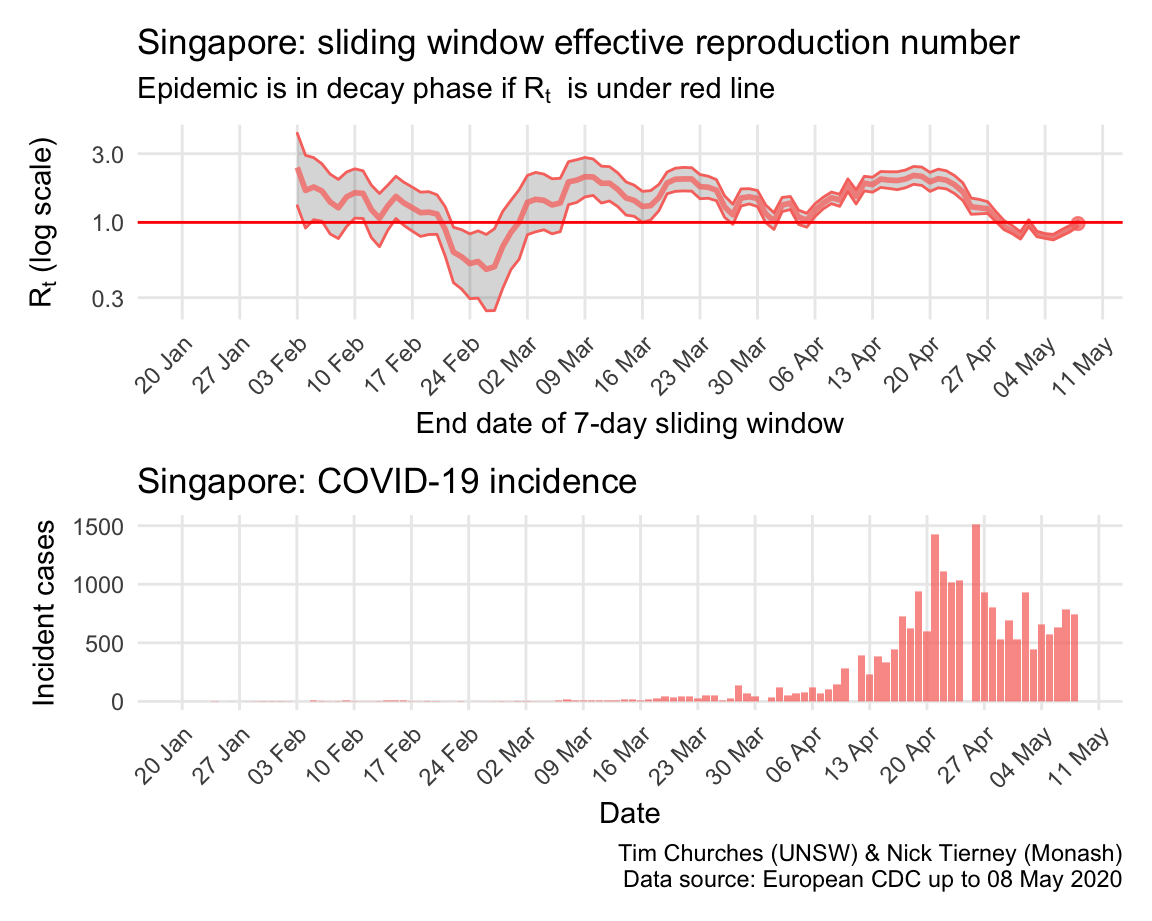 Singapore: sliding window effective reproduction number
Epidemic is in decay phase if Rt is under red line
Rt (log scale)
3.0
1.0
0.3
20 Jan
27 Jan
03 Feb
10 Feb
17 Feb
24 Feb
02 Mar
09 Mar
16 Mar
23 Mar
30 Mar
06 Apr
13 Apr
20 Apr
27 Apr
04 May
11 May
End date of 7-day sliding window
Singapore: COVID-19 incidence
Incident cases
1500
1000
500
0
20 Jan
27 Jan
03 Feb
10 Feb
17 Feb
24 Feb
02 Mar
09 Mar
16 Mar
23 Mar
30 Mar
06 Apr
13 Apr
20 Apr
27 Apr
04 May
11 May
Date
Tim Churches (UNSW) & Nick Tierney (Monash)
Data source: European CDC up to 08 May 2020